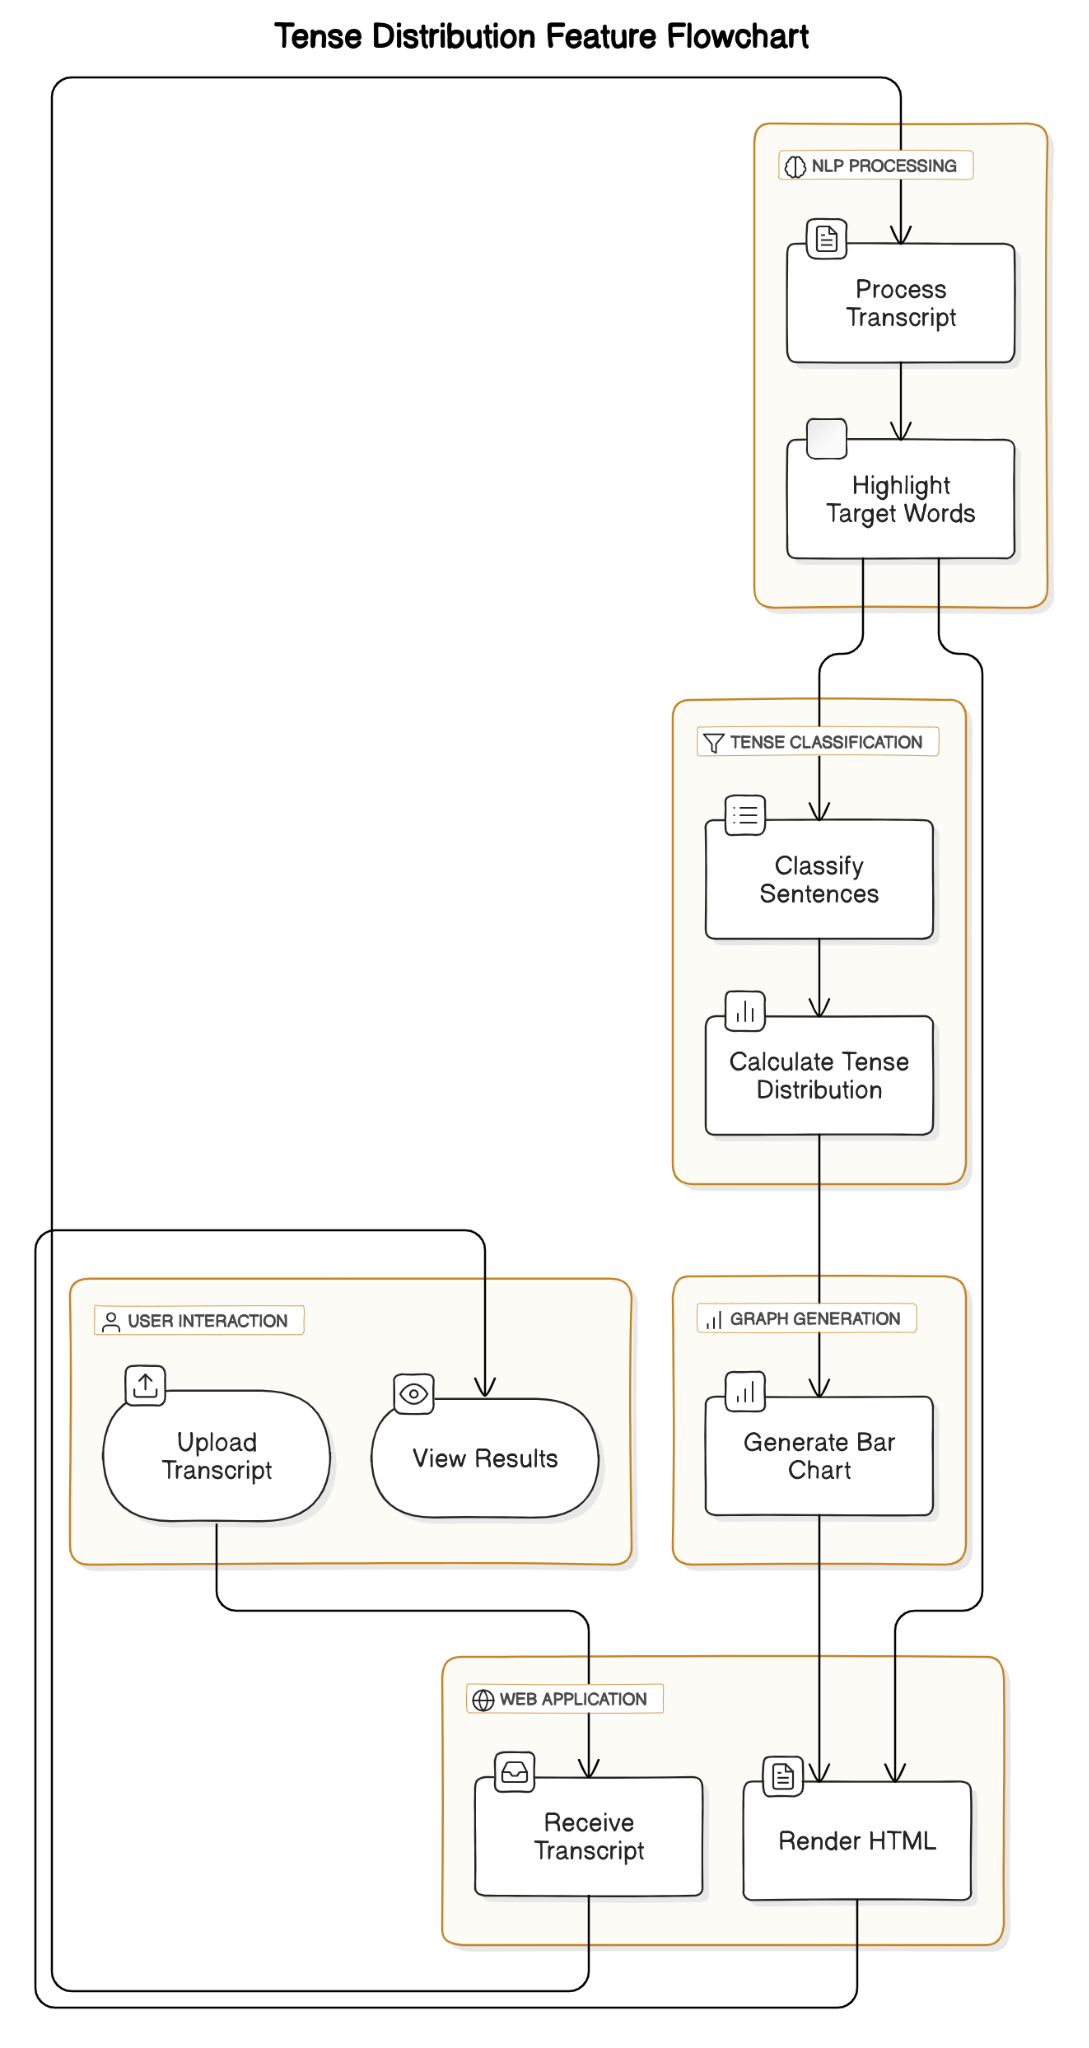 Tense Distribution Feature Flowchart
NLP PROCESSING
Process
Transcript
Highlight
Target Words
TENSE CLASSIFICATION
Classify
Sentences
Calculate Tense
Distribution
USER INTERACTION
Upload
Transcript
View Results
GRAPH GENERATION
Generate Bar
Chart
WEB APPLICATION
Receive
Transcript
Render HTML